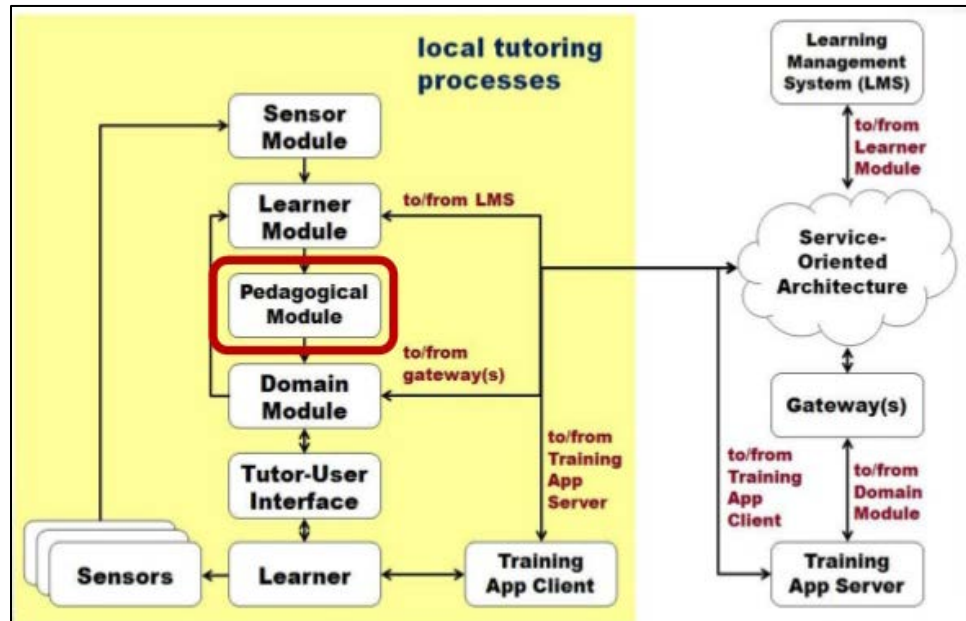 local tutoring
processes
Sensor
Module
Learner
Module
to/from LMS
Pedagogical
Module
to/from
gateway(s)
Domain
Module
to/from
Training
App
Server
Tutor-User
Interface
Sensors
Learner
Training
App Client
Learning
Management
System (LMS)
to/from
Learner
Module
Service-
Oriented
Architecture
Gateway(s)
to/from
Training
App
Client
to/from
Domain
Module
Training
App Server